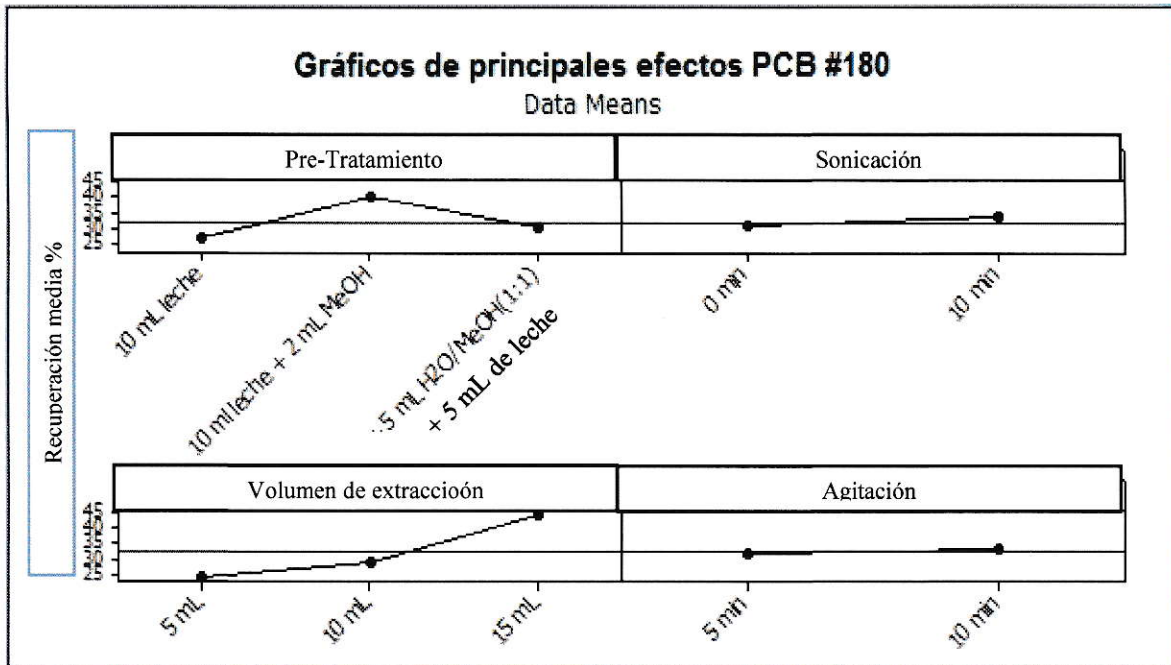 Gráficos de principales efectos PCB #180
Data Means
Recuperación media %
Pre-Tratamiento
Sonicación
45
25
10 mL leche
10 ml leche + 2 mL MeOH
5 mL H2O/MeOH(1:1)
+ 5 mL de leche
0 min
10 min
Volumen de extraccioón
Agitación
45
25
5 mL
10 mL
15 mL
5 min
10 min